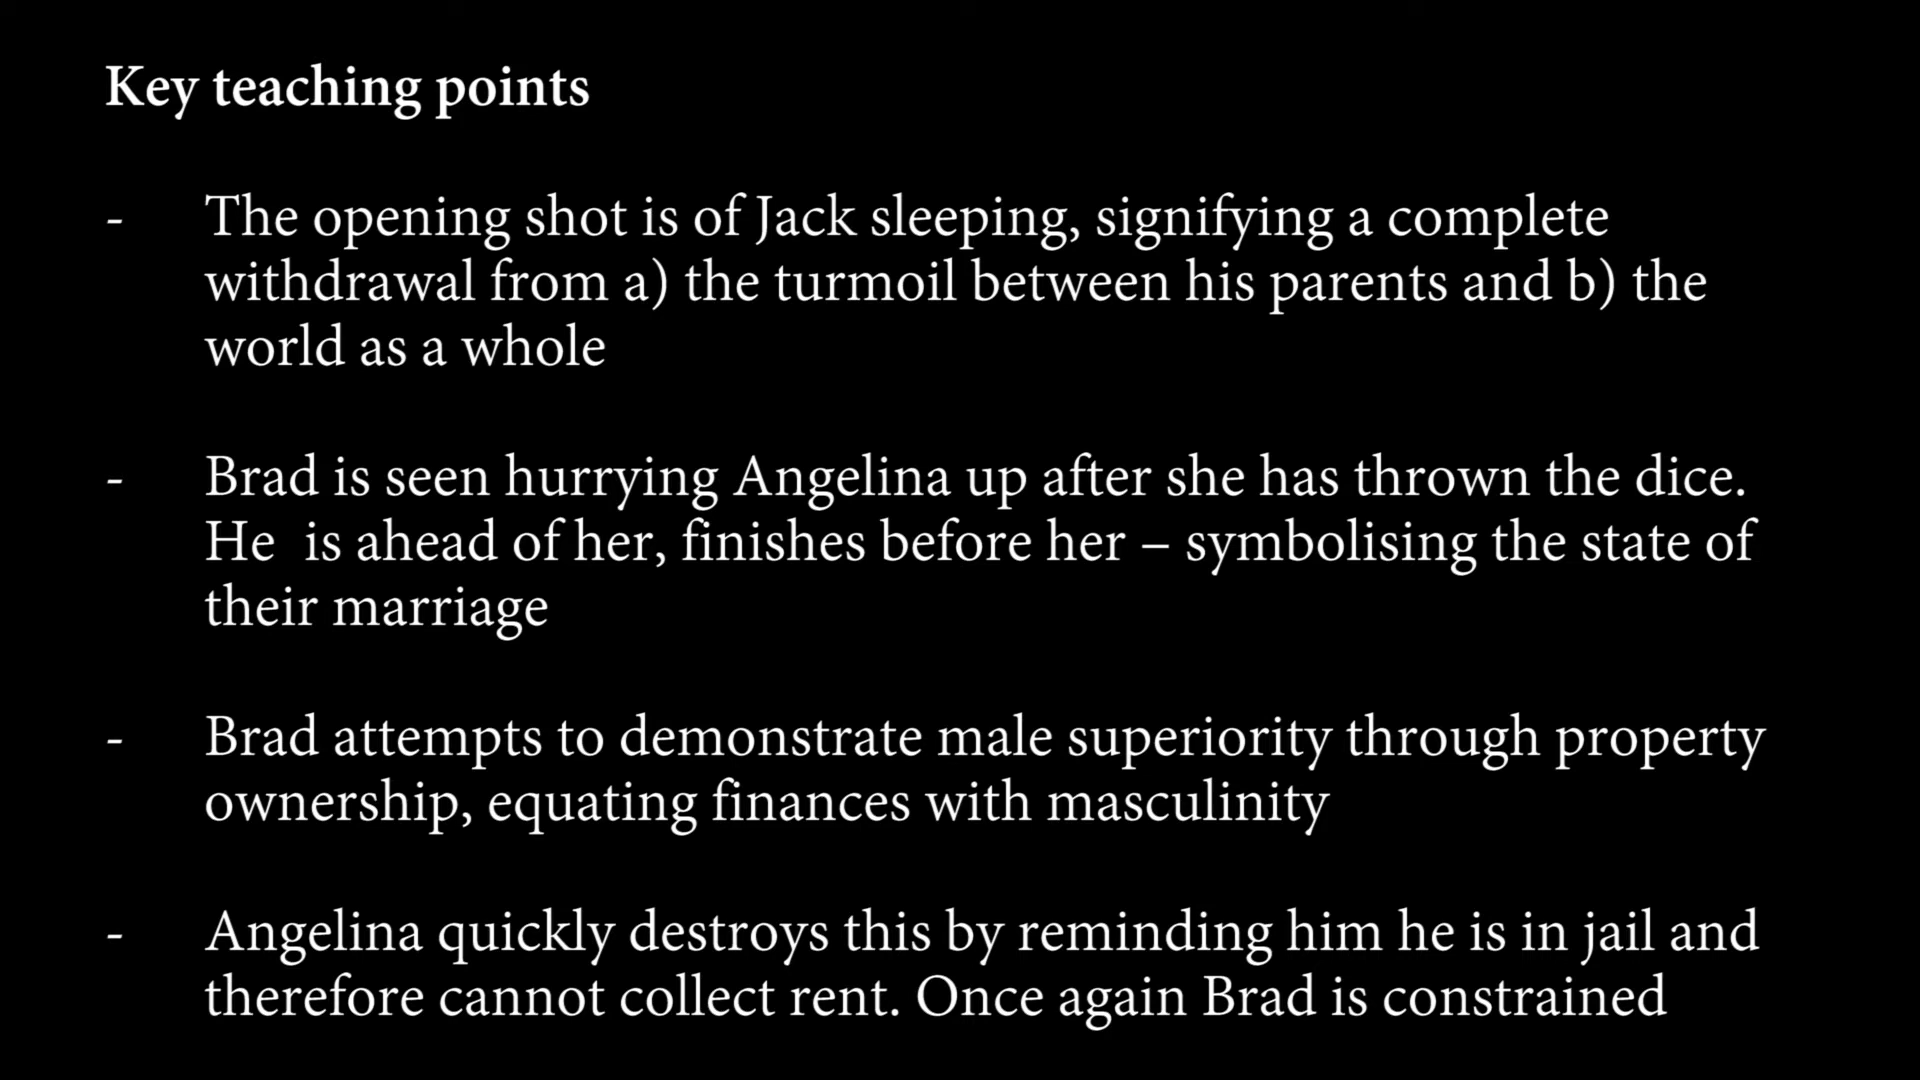 Key teaching points
- The opening shot is of Jack sleeping, signifying a complete
withdrawal from a) the turmoil between his parents and b) the
world as a whole
- Brad is seen hurrying Angelina up after she has thrown the dice.
He  is ahead of her, finishes before her – symbolising the state of
their marriage
- Brad attempts to demonstrate male superiority through property
ownership, equating finances with masculinity
- Angelina quickly destroys this by reminding him he is in jail and
therefore cannot collect rent. Once again Brad is constrained